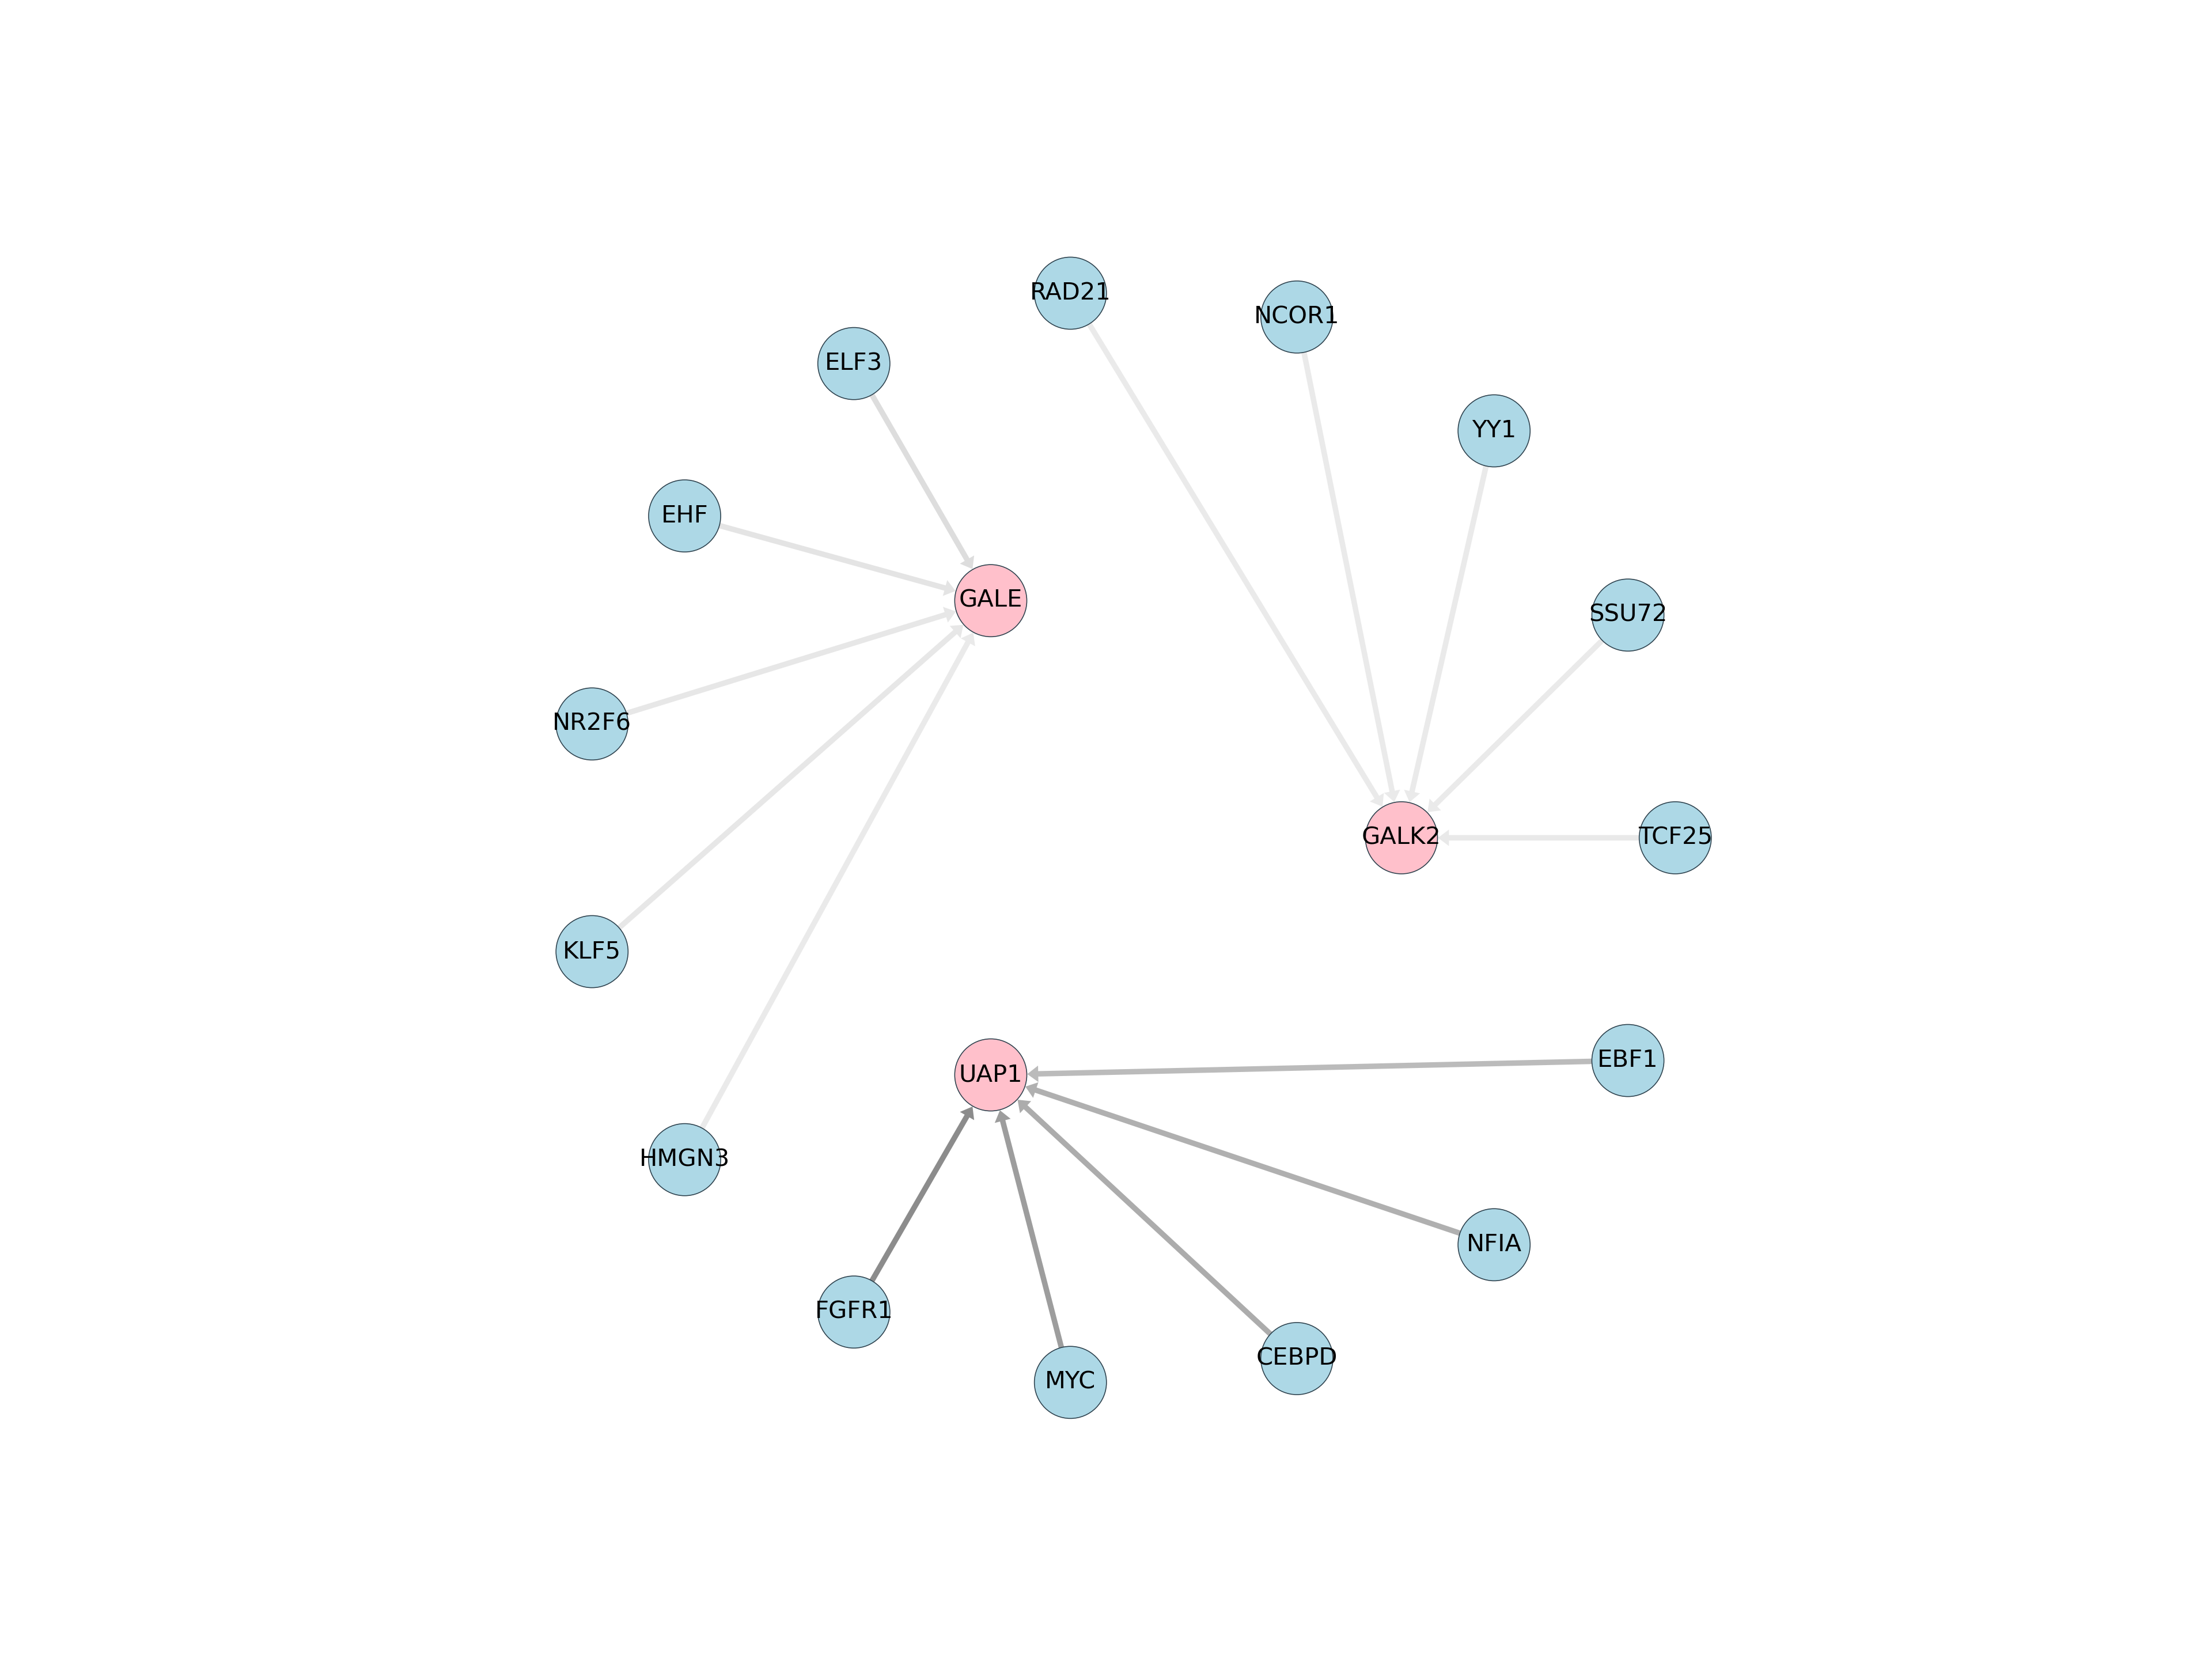 RAD21
NCOR1
ELF3
YY1
EHF
GALE
SSU72
NR2F6
GALK2
TCF25
KLF5
EBF1
UAP1
HMGN3
NFIA
FGFR1
CEBPD
MYC